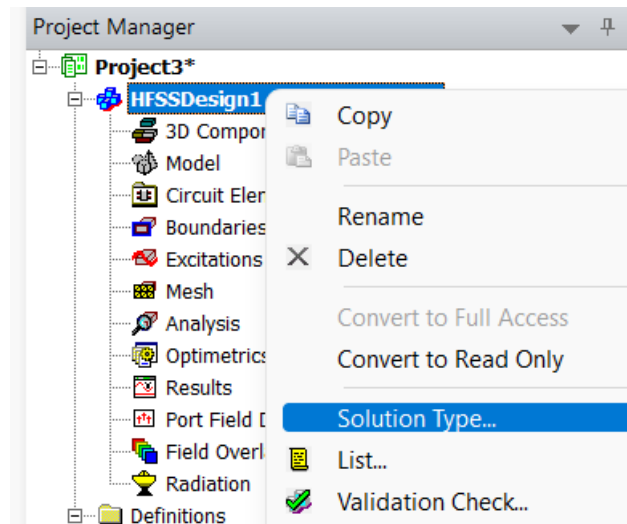 Project Manager
Project3*
HFSSDesign1
3D Compor
Model
Circuit Eler
Boundaries
Excitations
Mesh
Analysis
Optimetrics
Results
Port Field D
Field Overl
Radiation
Definitions
Copy
Paste
Rename
Delete
Convert to Full Access
Convert to Read Only
Solution Type...
List...
Validation Check...